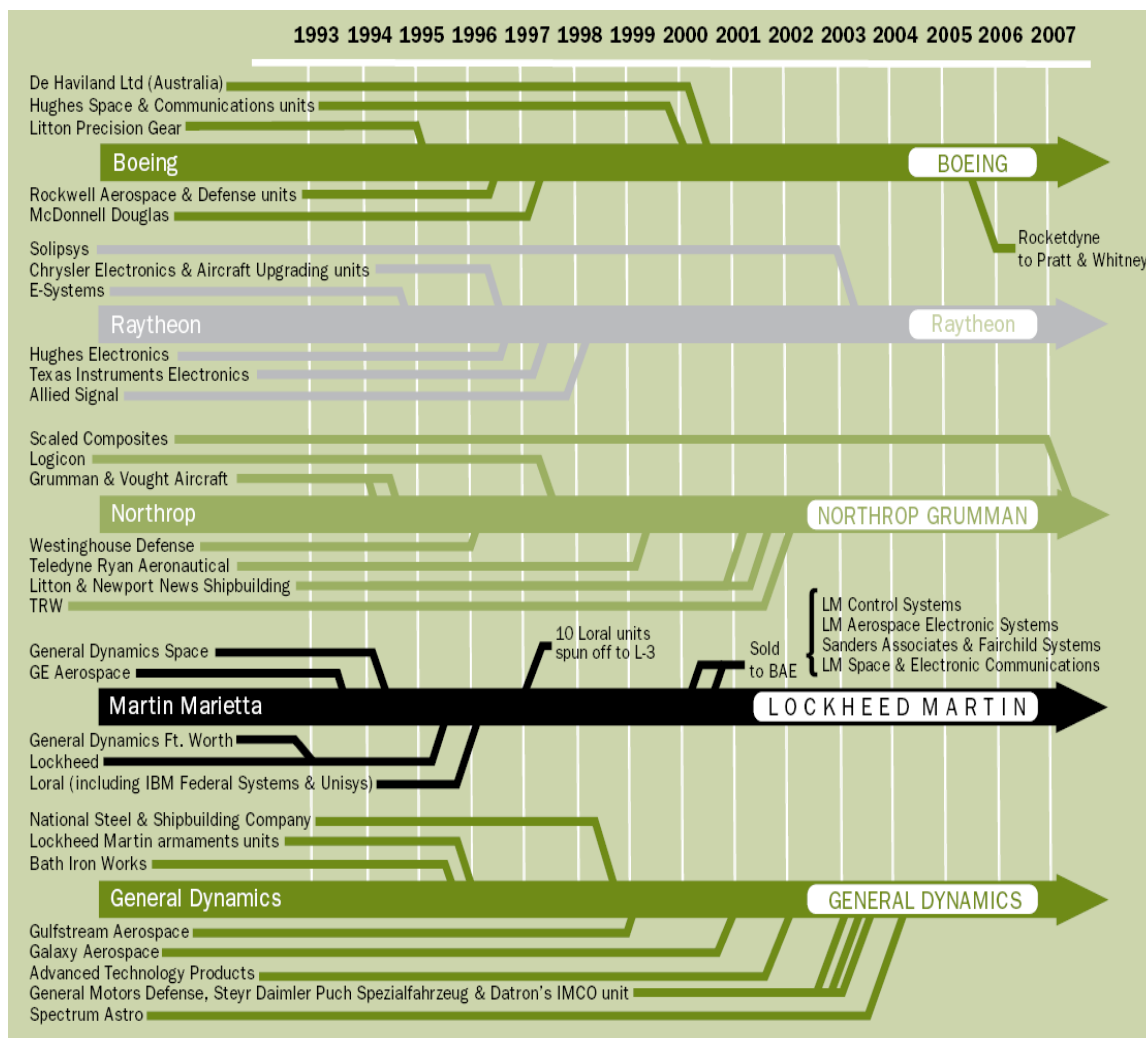 1993 1994 1995 1996 1997 1998 1999 2000 2001 2002 2003 2004 2005 2006 2007
De Haviland Ltd (Australia)
Hughes Space & Communications units
Litton Precision Gear
Boeing
BOEING
Rockwell Aerospace & Defense units
McDonnell Douglas
Rocketdyne
to Pratt & Whitney
Solipsys
Chrysler Electronics & Aircraft Upgrading units
E-Systems
Raytheon
Raytheon
Hughes Electronics
Texas Instruments Electronics
Allied Signal
Scaled Composites
Logicon
Grumman & Vought Aircraft
Northrop
NORTHROP GRUMMAN
Westinghouse Defense
Teledyne Ryan Aeronautical
Litton & Newport News Shipbuilding
TRW
General Dynamics Space
GE Aerospace
10 Loral units
spun off to L-3
Sold
to BAE
LM Control Systems
LM Aerospace Electronic Systems
Sanders Associates & Fairchild Systems
LM Space & Electronic Communications
Martin Marietta
LOCKHEED MARTIN
General Dynamics Ft. Worth
Lockheed
Loral (including IBM Federal Systems & Unisys)
National Steel & Shipbuilding Company
Lockheed Martin armaments units
Bath Iron Works
General Dynamics
GENERAL DYNAMICS
Gulfstream Aerospace
Galaxy Aerospace
Advanced Technology Products
General Motors Defense, Steyr Daimler Puch Spezialfahrzeug & Datron's IMCO unit
Spectrum Astro